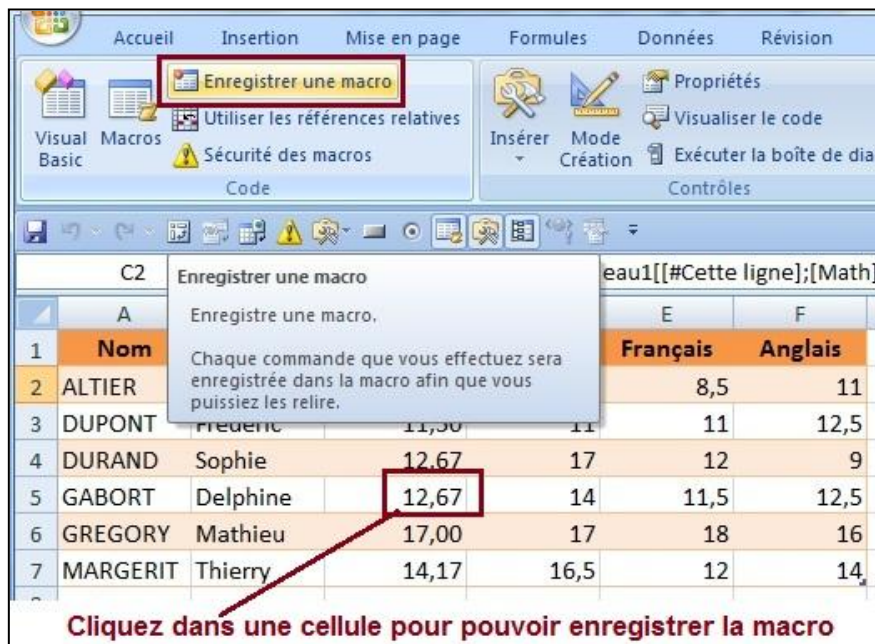 Accueil Insertion Mise en page Formules Données Révision
Enregistrer une macro
Utiliser les références relatives
Sécurité des macros
Visual Basic
Macros
Code
Insérer
Mode Création
Propriétés
Visualiser le code
Exécuter la boîte de dia
Contrôles
C2 eau1[[#Cette ligne];[Math]
Enregistrer une macro
Enregistre une macro.
Chaque commande que vous effectuez sera
enregistrée dans la macro afin que vous
puissiez les relire.
A E F
1 Nom Français Anglais
2 ALTIER 8,5 11
3 DUPONT Frédéric 11,50 11 11 12,5
4 DURAND Sophie 12,67 17 12 9
5 GABORT Delphine 12,67 14 11,5 12,5
6 GREGORY Mathieu 17,00 17 18 16
7 MARGERIT Thierry 14,17 16,5 12 14
Cliquez dans une cellule pour pouvoir enregistrer la macro